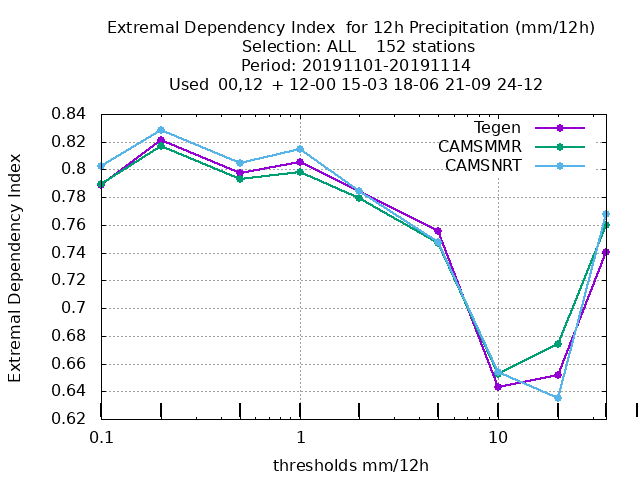 Extremal Dependency Index  for 12h Precipitation (mm/12h)
Selection: ALL    152 stations
Period: 20191101-20191114
Used  00,12  + 12-00 15-03 18-06 21-09 24-12
Extremal Dependency Index
0.84
0.82
0.8
0.78
0.76
0.74
0.72
0.7
0.68
0.66
0.64
0.62
Tegen
CAMSMMR
CAMSNRT
0.1 1 10
thresholds mm/12h